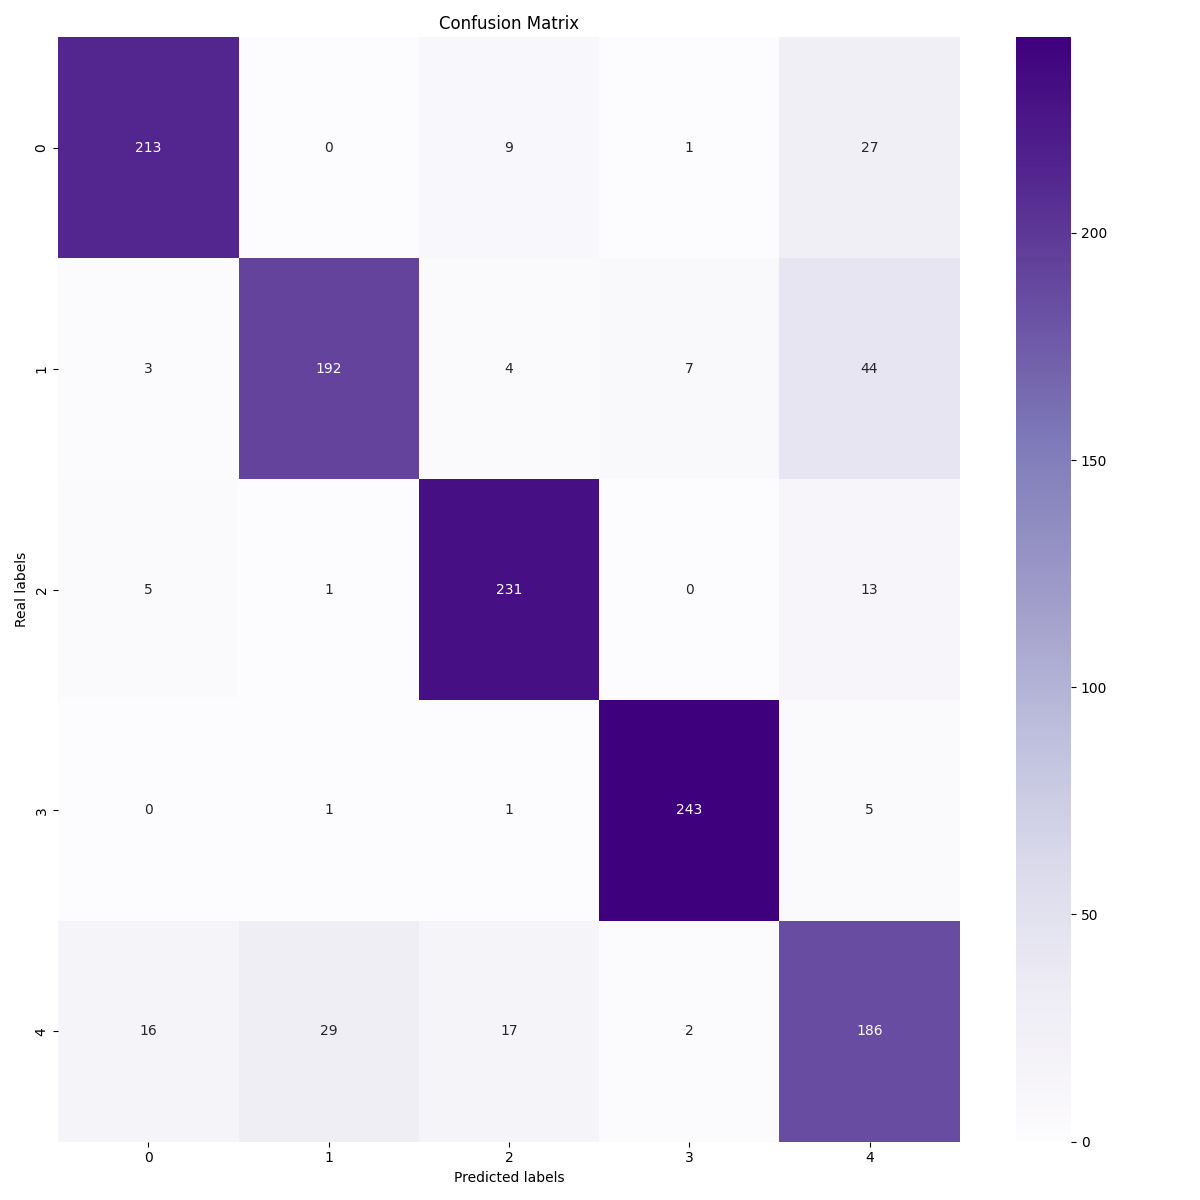 Confusion Matrix
0 213 0 9 1 27
1 3 192 4 7 44
2 5 1 231 0 13
3 0 1 1 243 5
4 16 29 17 2 186
Real labels
0 1 2 3 4
Predicted labels
200
150
100
50
0